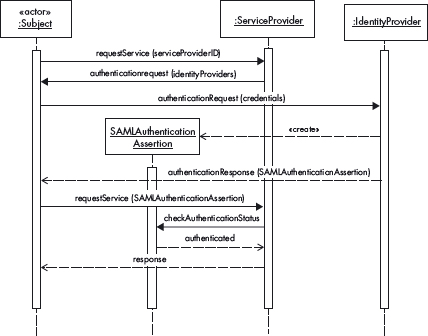 «actor»
:Subject
:ServiceProvider
:IdentityProvider
requestService (serviceProviderID)
authenticationrequest (identityProviders)
authenticationRequest (credentials)
SAMLAuthentication
Assertion
«create»
authenticationResponse (SAMLAuthenticationAssertion)
requestService (SAMLAuthenticationAssertion)
checkAuthenticationStatus
authenticated
response